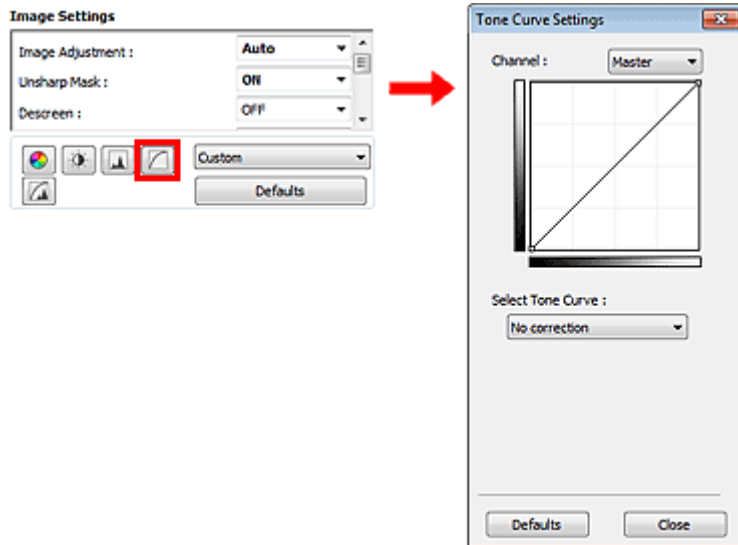 Image Settings
Image Adjustment :
Auto
Unsharp Mask :
ON
Descreen :
OFF
Custom
Defaults
Tone Curve Settings
Channel :
Master
Select Tone Curve :
No correction
Defaults
Close